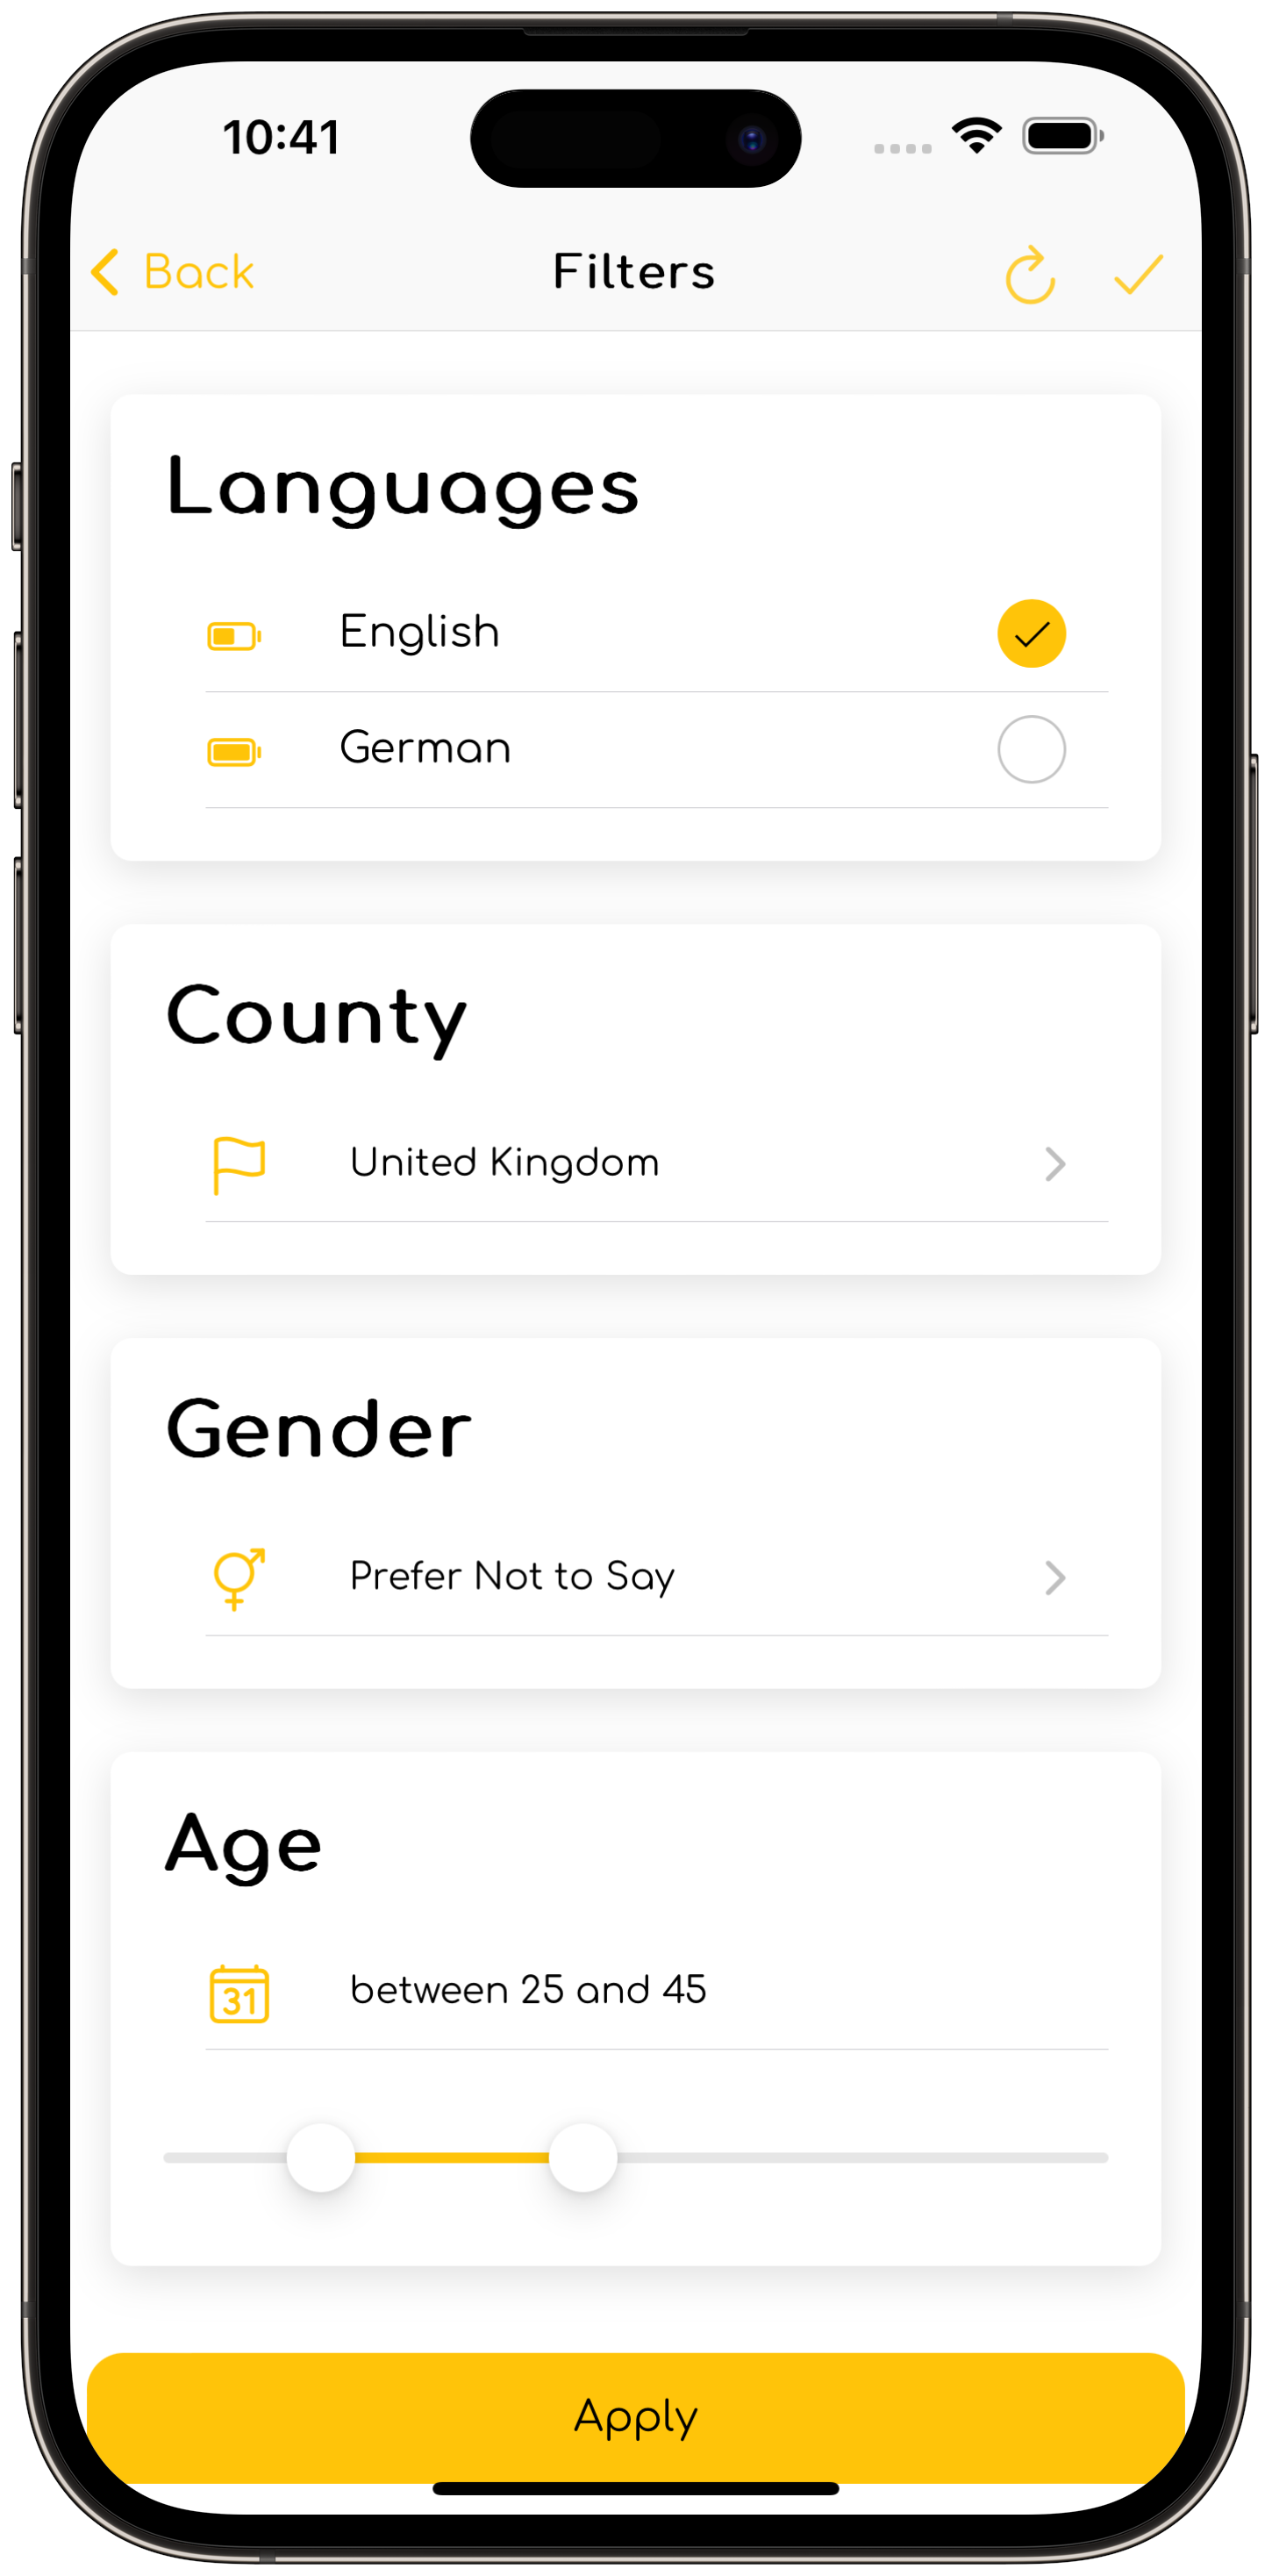 10:41
Back Filters
Languages
English
German
County
United Kingdom
Gender
Prefer Not to Say
Age
31 between 25 and 45
Apply